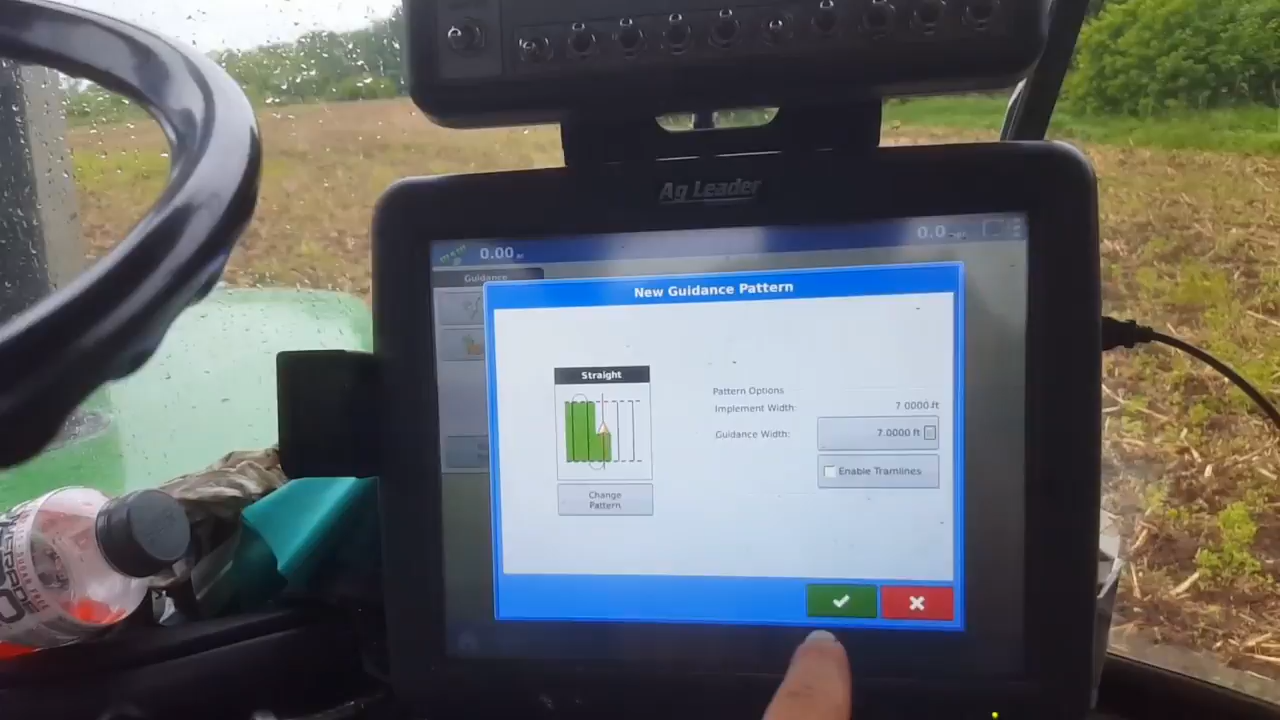 Ag Leader
0.00 ac
0.0
Guidance
New Guidance Pattern
Straight
Pattern Options
Implement Width: 7.0000 ft
Guidance Width: 7.0000 ft
Enable Tramlines
Change
Pattern